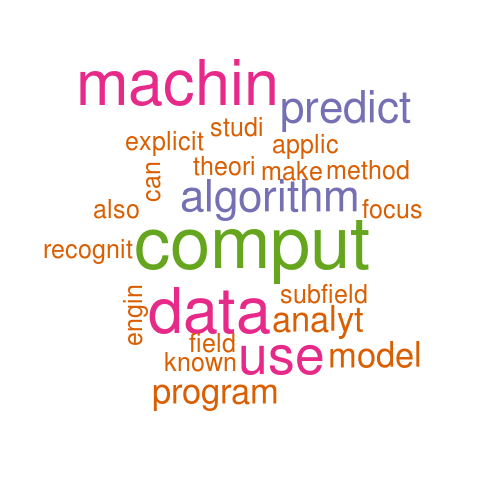 machin
predict
studi
explicit
applic
theori
make method
can
algorithm
also
focus
recognit
comput
engin
subfield
data
analyt
field
use
model
known
program